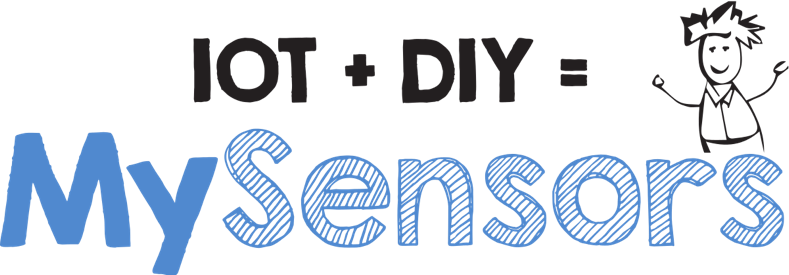 IOT + DIY =
MySensors